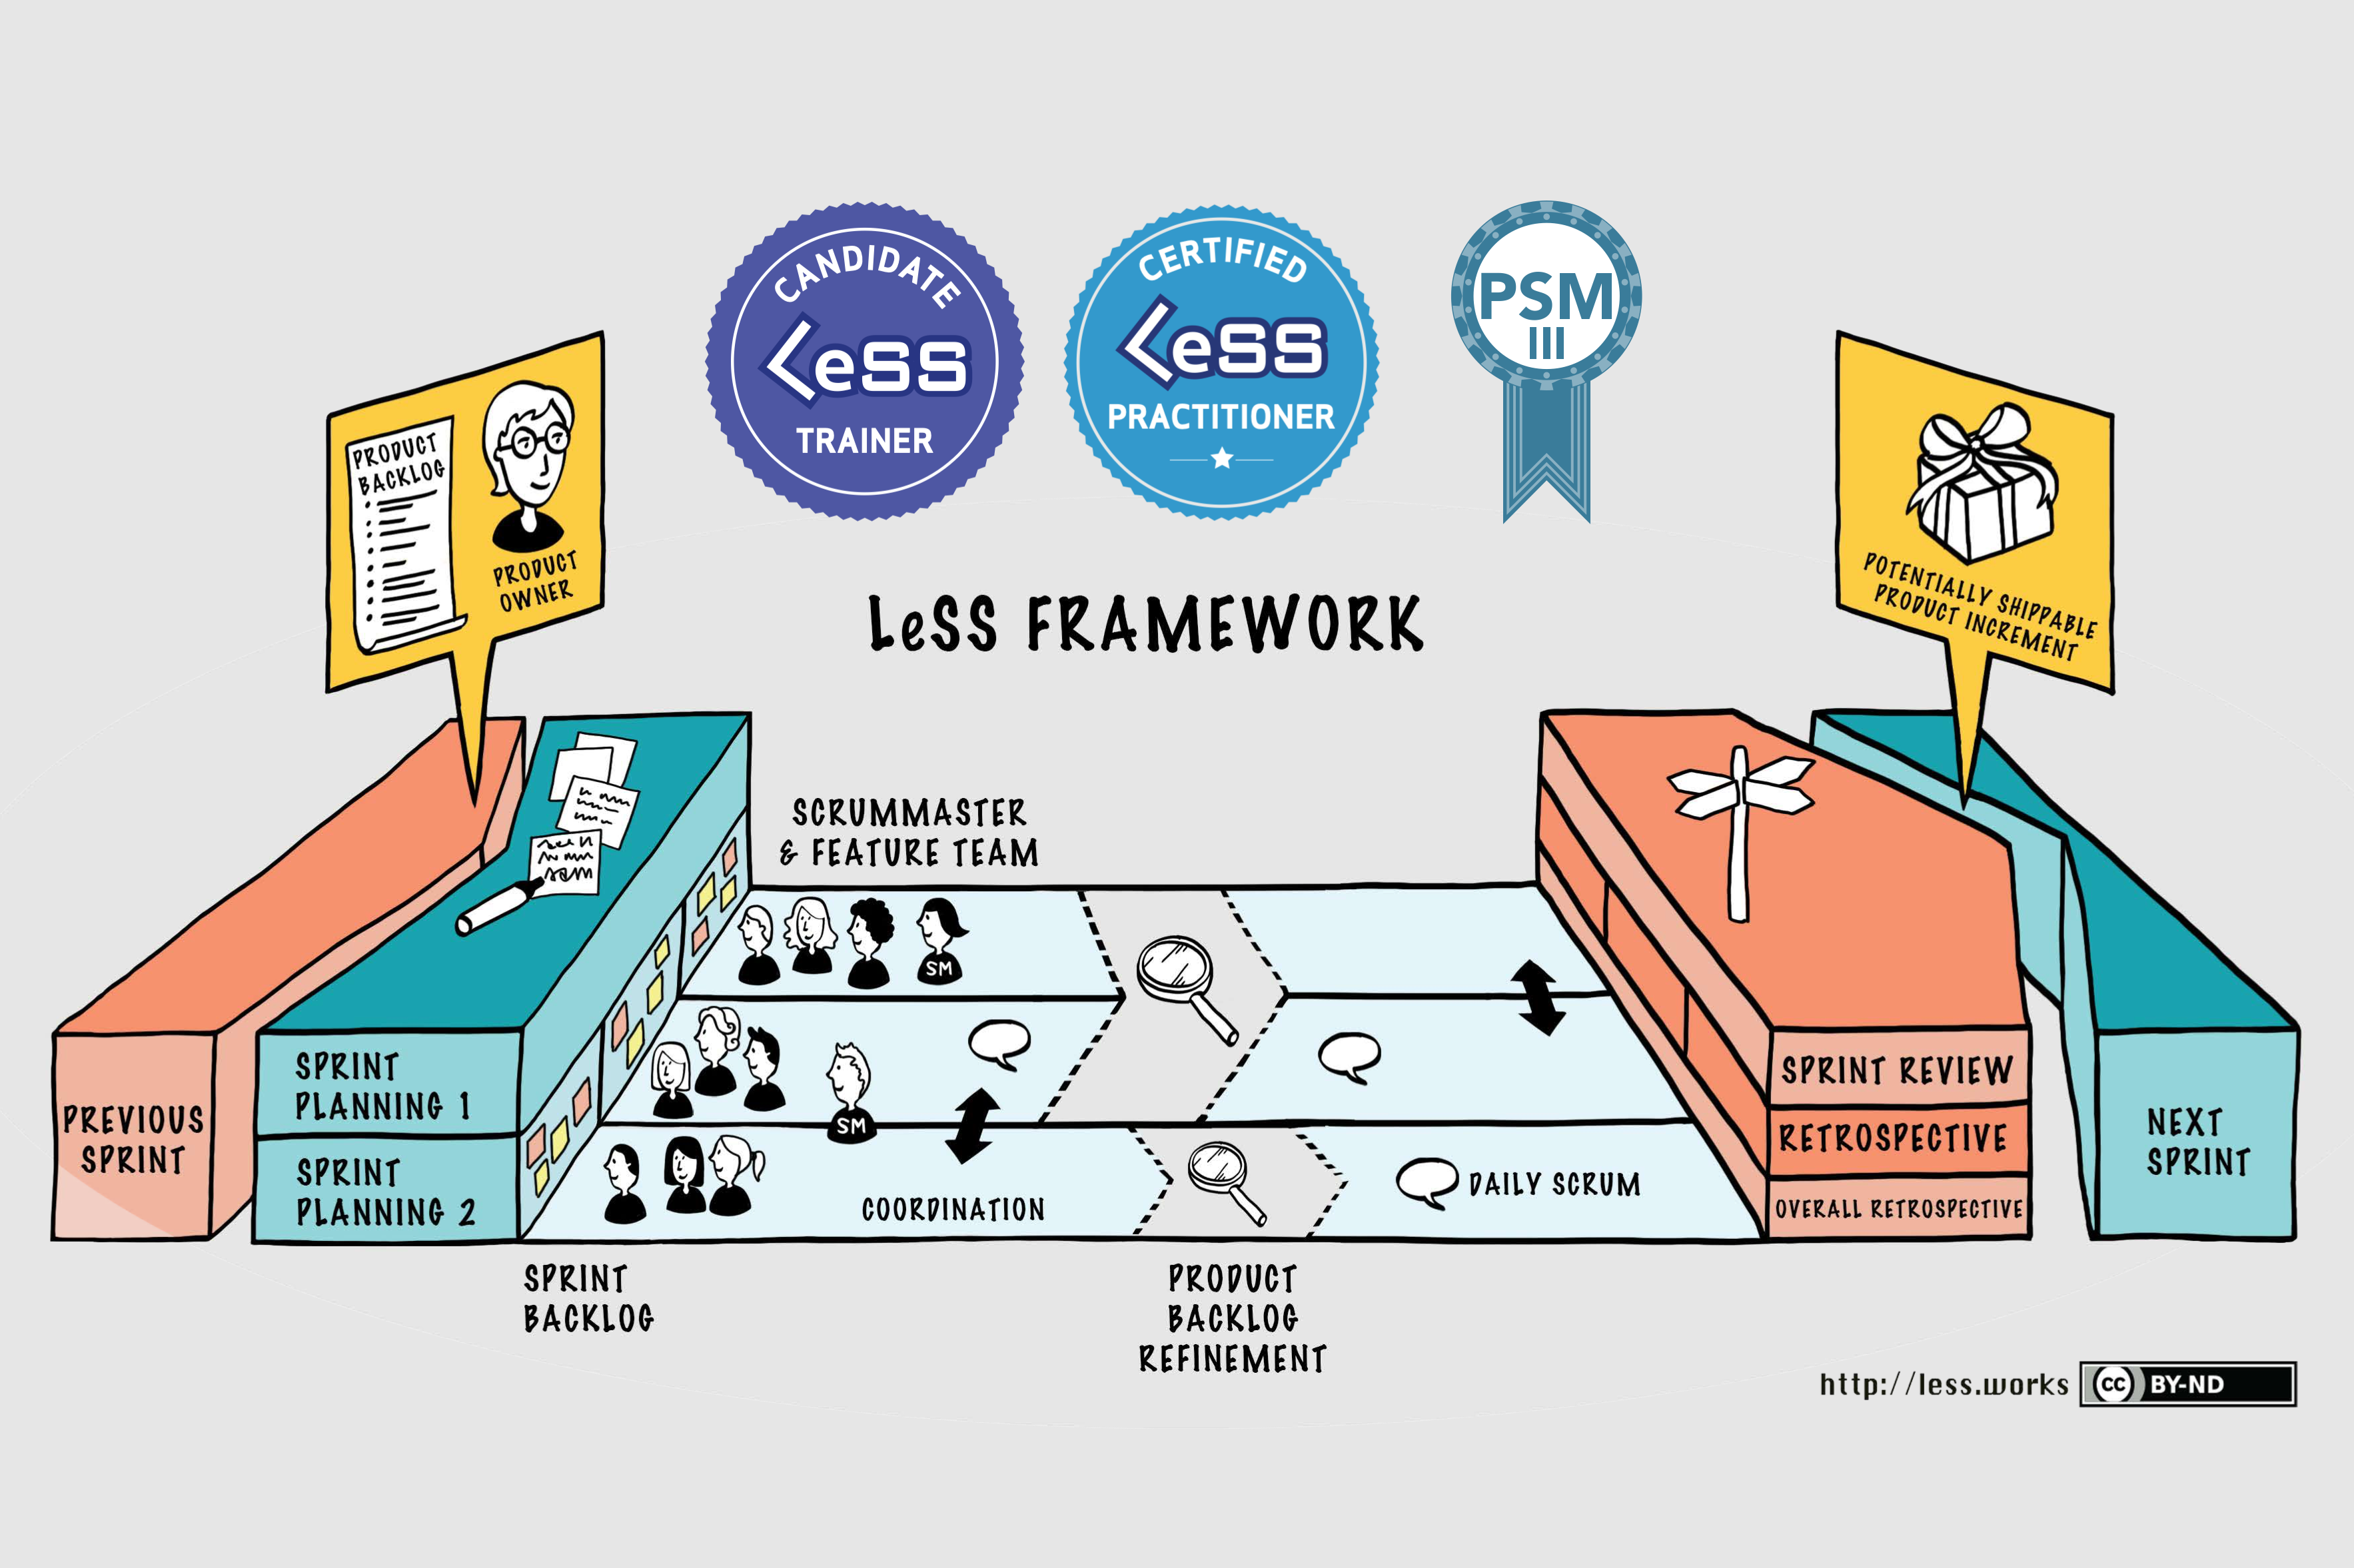 CANDIDATE
LeSS
TRAINER
CERTIFIED
LeSS
PRACTITIONER
PSM
III
PRODUCT
BACKLOG
PRODUCT
OWNER
POTENTIALLY SHIPPABLE
PRODUCT INCREMENT
LeSS FRAMEWORK
SCRUMMASTER
& FEATURE TEAM
SM
SM
PREVIOUS
SPRINT
SPRINT
PLANNING 1
SPRINT
PLANNING 2
COORDINATION
DAILY SCRUM
SPRINT REVIEW
RETROSPECTIVE
OVERALL RETROSPECTIVE
NEXT
SPRINT
SPRINT
BACKLOG
PRODUCT
BACKLOG
REFINEMENT
http://less.works
cc BY-ND